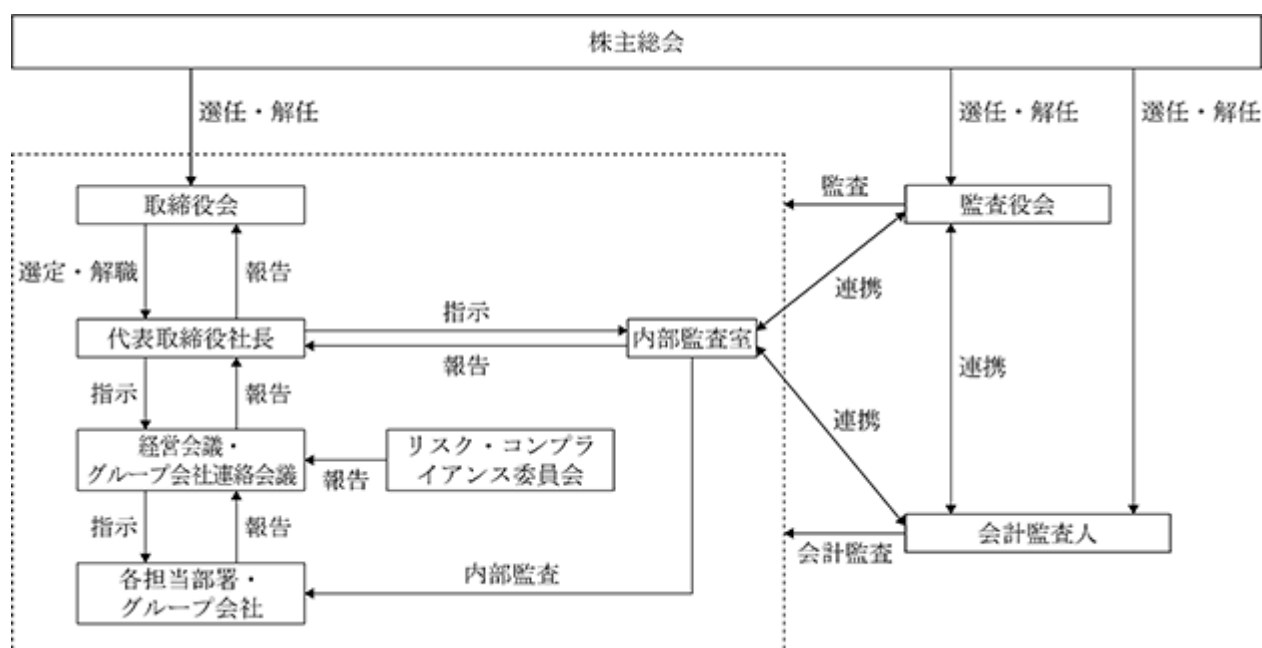 株主総会
選任・解任
選任・解任
選任・解任
取締役会
監査
監査役会
選定・解職
報告
連携
代表取締役社長
指示
報告
内部監査室
連携
指示
報告
連携
経営会議・
グループ会社連絡会議
報告
リスク・コンプラ
イアンス委員会
指示
報告
会計監査
会計監査人
各担当部署・
グループ会社
内部監査